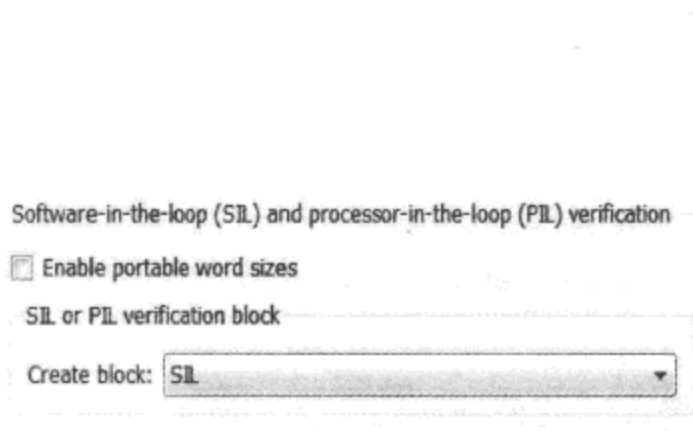 Software-in-the-loop (SIL) and processor-in-the-loop (PIL) verification
Enable portable word sizes
SIL or PIL verification block
Create block: SIL